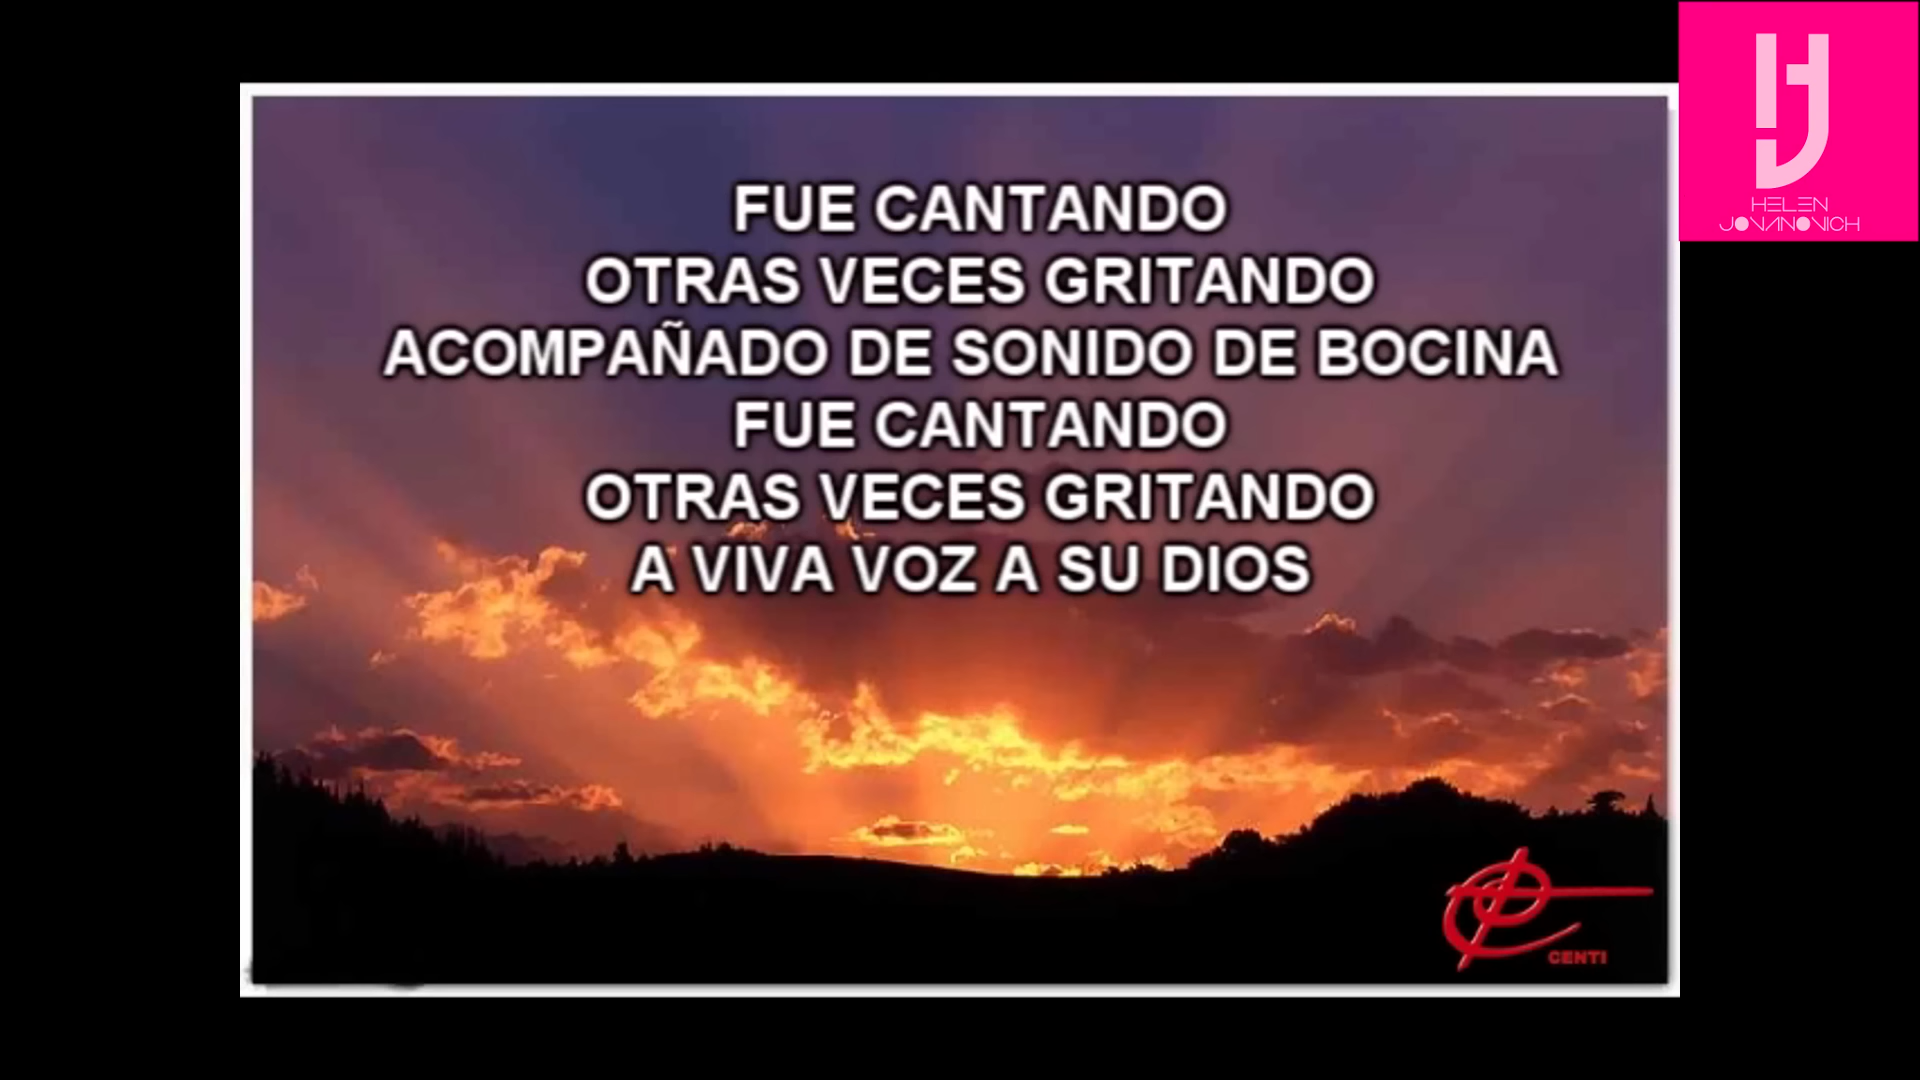 FUE CANTANDO
OTRAS VECES GRITANDO
ACOMPAÑADO DE SONIDO DE BOCINA
FUE CANTANDO
OTRAS VECES GRITANDO
A VIVA VOZ A SU DIOS
HELEN
JOVANOVICH
CENTI